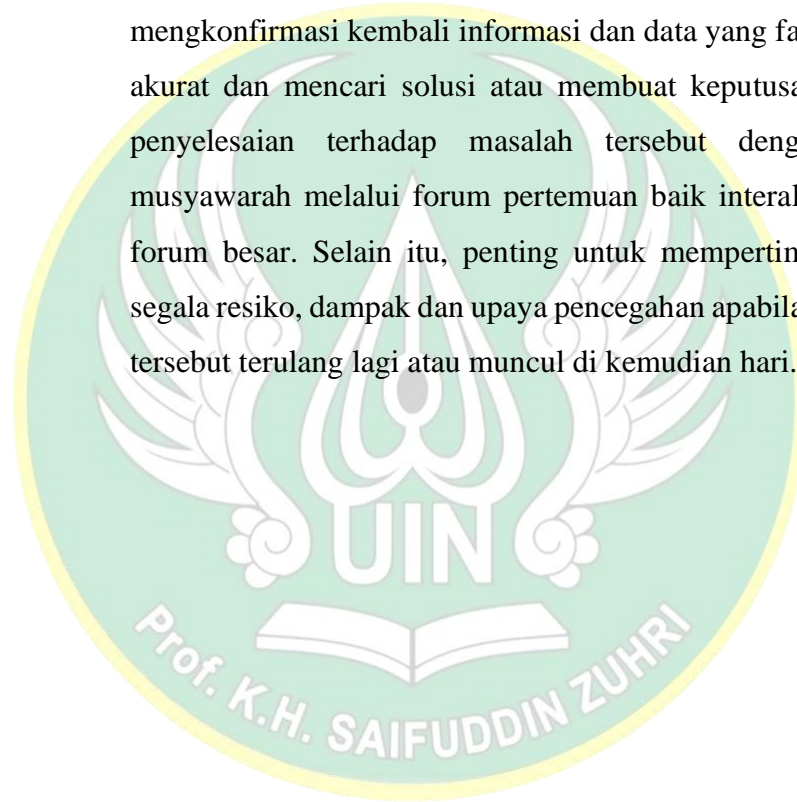 mengkonfirmasi kembali informasi dan data yang fa
akurat dan mencari solusi atau membuat keputusa
penyelesaian terhadap masalah tersebut deng
musyawarah melalui forum pertemuan baik interal
forum besar. Selain itu, penting untuk mempertin
segala resiko, dampak dan upaya pencegahan apabila
tersebut terulang lagi atau muncul di kemudian hari.
UIN
Prof. K.H. SAIFUDDIN ZUHRI